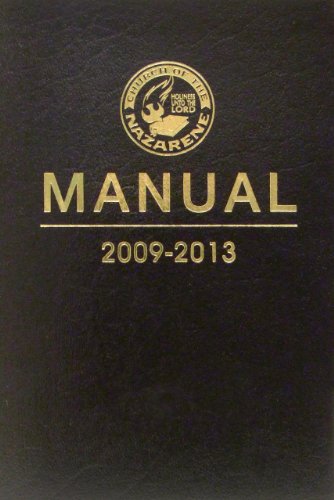 CHURCH OF THE
HOLINESS
UNTO THE
LORD
NAZARENE
MANUAL
2009-2013